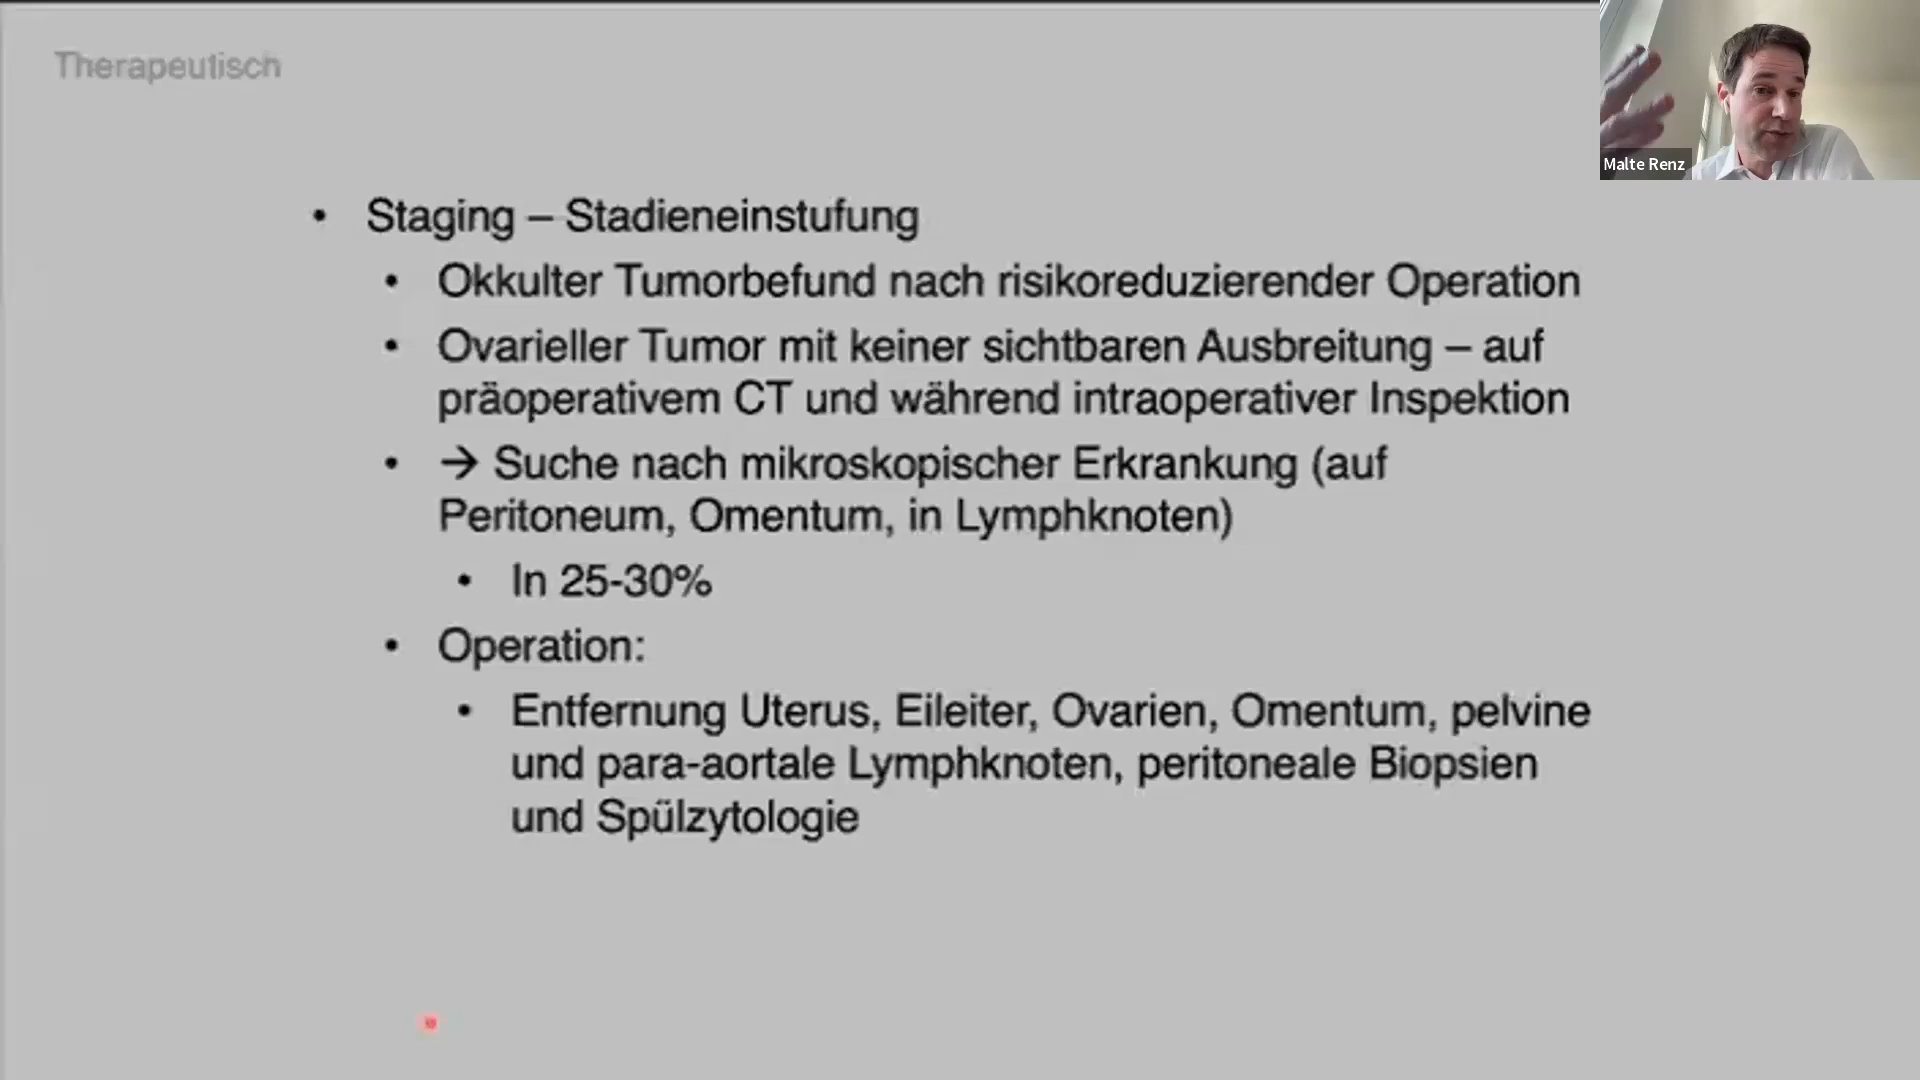 Therapeutisch
Malte Renz
• Staging – Stadieneinstufung
• Okkulter Tumorbefund nach risikoreduzierender Operation
• Ovarieller Tumor mit keiner sichtbaren Ausbreitung – auf
präoperativem CT und während intraoperativer Inspektion
• → Suche nach mikroskopischer Erkrankung (auf
Peritoneum, Omentum, in Lymphknoten)
• In 25-30%
• Operation:
• Entfernung Uterus, Eileiter, Ovarien, Omentum, pelvine
und para-aortale Lymphknoten, peritoneale Biopsien
und Spülzytologie